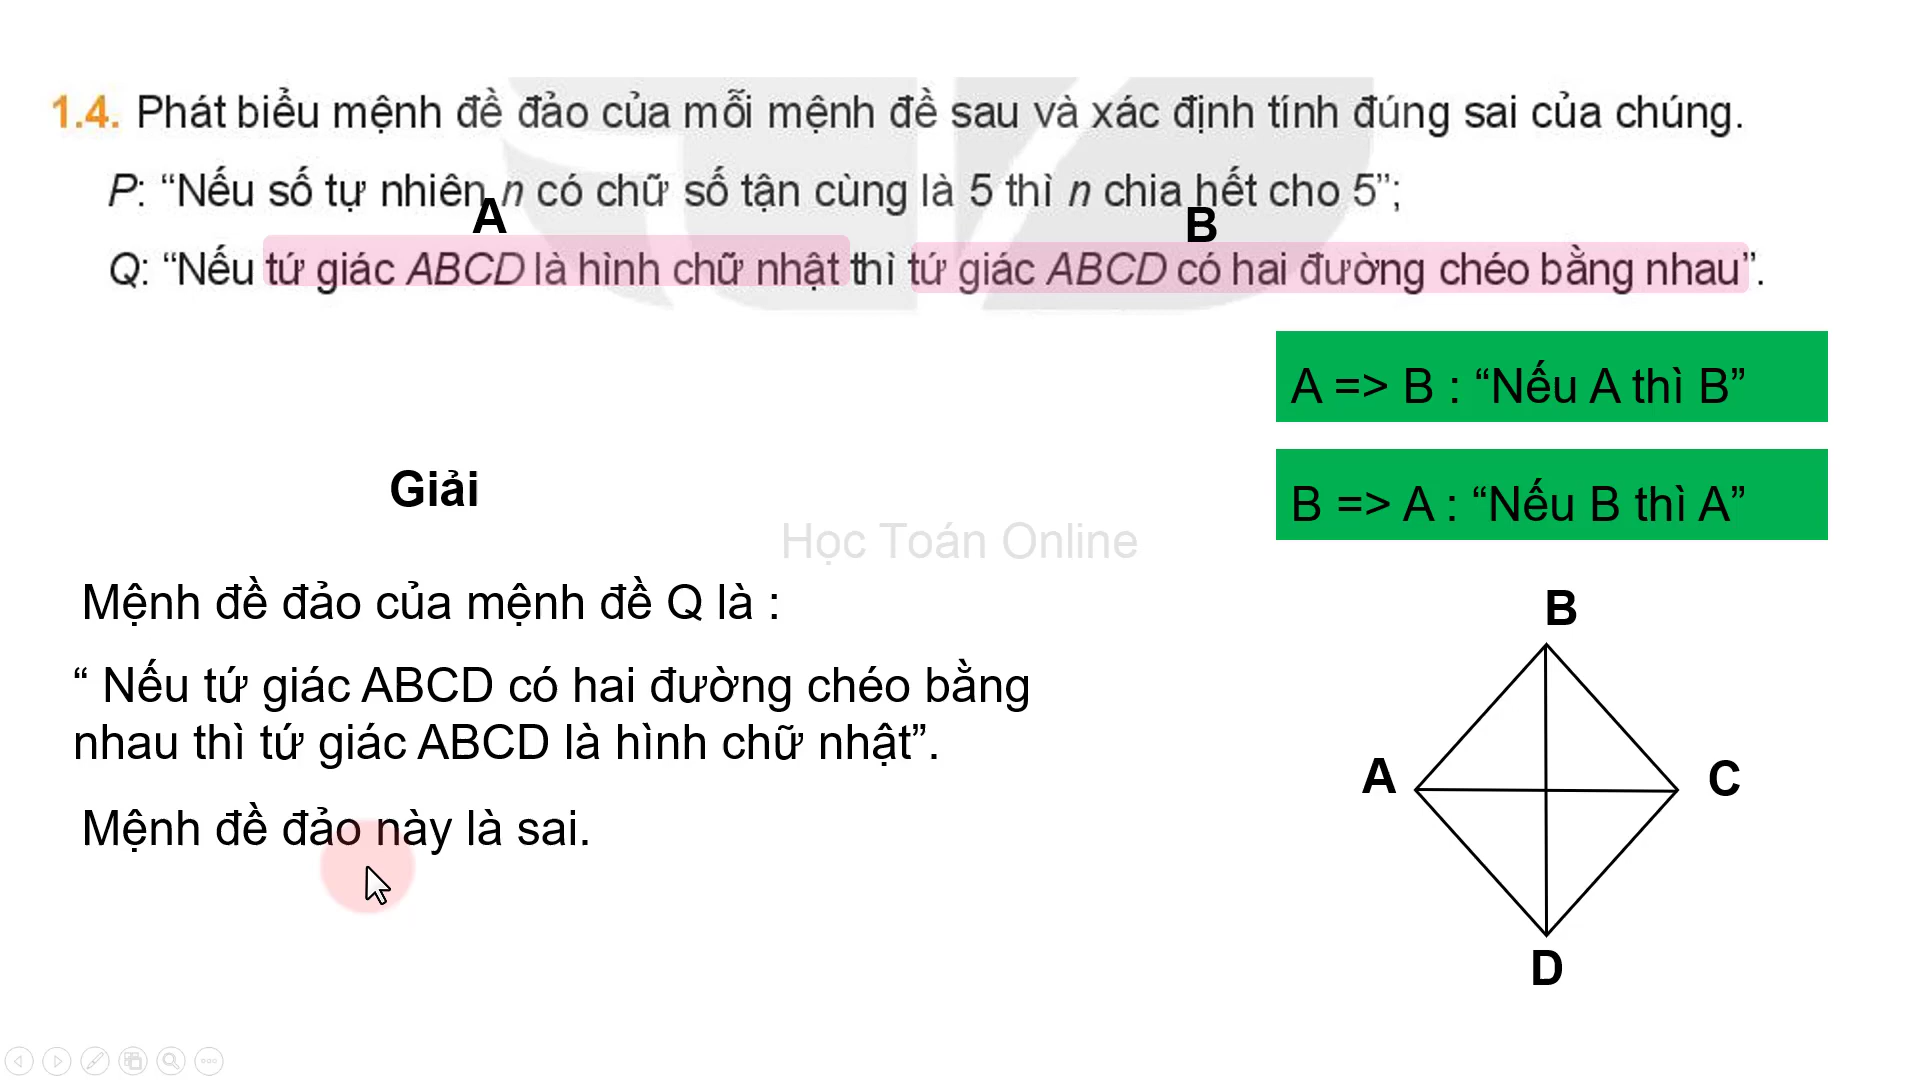 1.4. Phát biểu mệnh đề đảo của mỗi mệnh đề sau và xác định tính đúng sai của chúng.
P: “Nếu số tự nhiên n có chữ số tận cùng là 5 thì n chia hết cho 5”;
A
B
Q: “Nếu tứ giác ABCD là hình chữ nhật thì tứ giác ABCD có hai đường chéo bằng nhau”.
A => B : “Nếu A thì B”
B => A : “Nếu B thì A”
Giải
Học Toán Online
Mệnh đề đảo của mệnh đề Q là :
“ Nếu tứ giác ABCD có hai đường chéo bằng
nhau thì tứ giác ABCD là hình chữ nhật”.
Mệnh đề đảo này là sai.
B
A
C
D